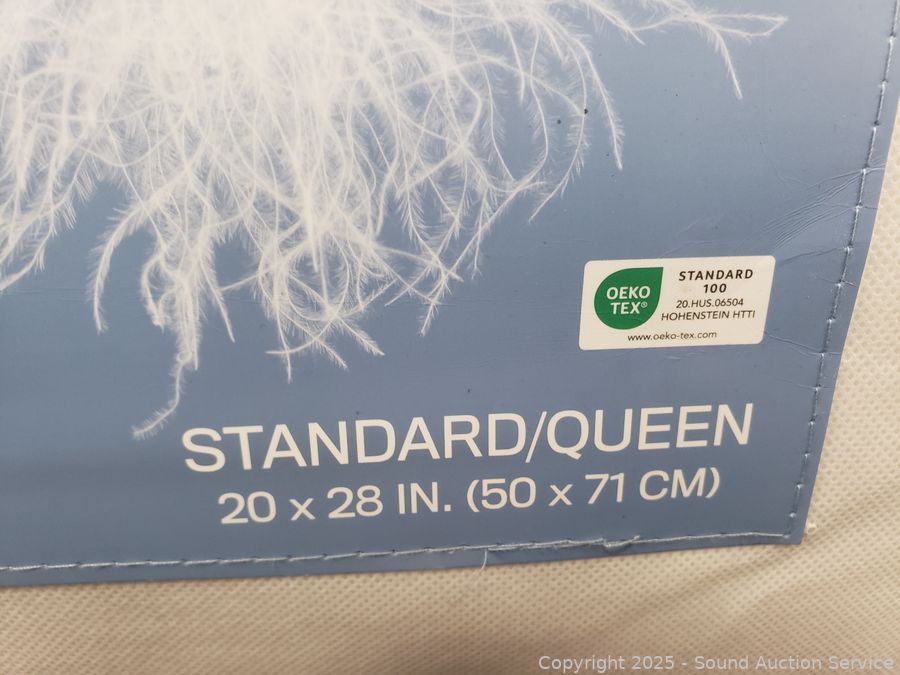 OEKO
TEX®
STANDARD
100
20.HUS.06504
HOHENSTEIN HTTI
www.oeko-tex.com
STANDARD/QUEEN
20 x 28 IN. (50 x 71 CM)
Copyright 2025 - Sound Auction Service